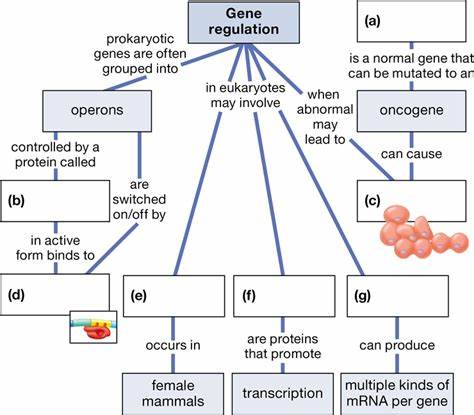 Gene
regulation
(a)
prokaryotic
genes are often
grouped into
is a normal gene that
can be mutated to an
in eukaryotes
may involve
when
abnormal
may
lead to
operons
oncogene
controlled by a
protein called
can cause
are
switched
on/off by
(b)
(c)
in active
form binds to
(d)
(e)
(f)
(g)
occurs in
are proteins
that promote
can produce
female
mammals
transcription
multiple kinds of
mRNA per gene